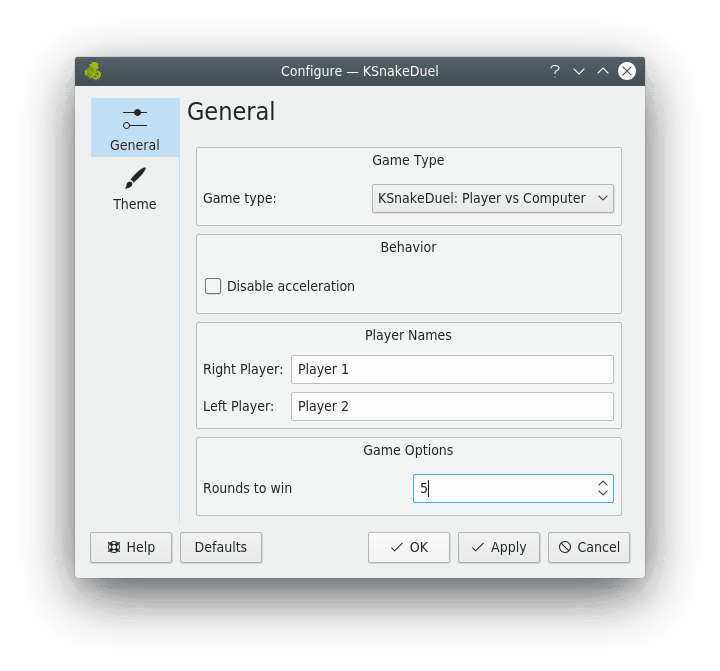 Configure — KSnakeDuel
General
General
Theme
Game Type
Game type: KSnakeDuel: Player vs Computer
Behavior
Disable acceleration
Player Names
Right Player: Player 1
Left Player: Player 2
Game Options
Rounds to win 5
Help Defaults OK Apply Cancel